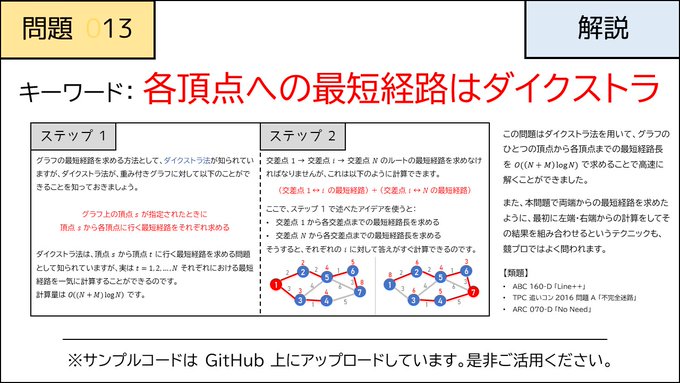 問題 013
解説
キーワード: 各頂点への最短経路はダイクストラ
ステップ 1
グラフの最短経路を求める方法として、ダイクストラ法が知られてい
ますが、ダイクストラ法が、重み付きグラフに対して以下のことがで
きることを知っておきましょう。
グラフ上の頂点 s が指定されたときに
頂点 s から各頂点に行く最短経路をそれぞれ求める
ダイクストラ法は、頂点 s から頂点 t に行く最短経路を求める問題
として知られていますが、実は t = 1, 2, ..., N それぞれにおける最短
経路を一気に計算することができるのです。
計算量は O((N + M) log N) です。
ステップ 2
交差点 1 → 交差点 i → 交差点 N のルートの最短経路を求めなけ
ればなりませんが、これは以下のように計算できます。
(交差点 1 ↔ i の最短経路) + (交差点 i ↔ N の最短経路)
ここで、ステップ 1 で述べたアイデアを使うと:
• 交差点 1 から各交差点までの最短経路長を求める
• 交差点 N から各交差点までの最短経路長を求める
そうすると、それぞれの i に対して答えがすぐ計算できるのです。
この問題はダイクストラ法を用いて、グラフの
ひとつの頂点から各頂点までの最短経路長
を O((N + M) log N) で求めることで高速に
解くことができました。
また、本問題で両端からの最短経路を求めた
ように、最初に左端・右端からの計算をしてそ
の結果を組み合わせるというテクニックも、
競プロではよく問われます。
【類題】
• ABC 160-D「Line++」
• TPC 追いコン 2016 問題 A「不完全迷路」
• ARC 070-D「No Need」
※サンプルコードは GitHub 上にアップロードしています。是非ご活用ください。